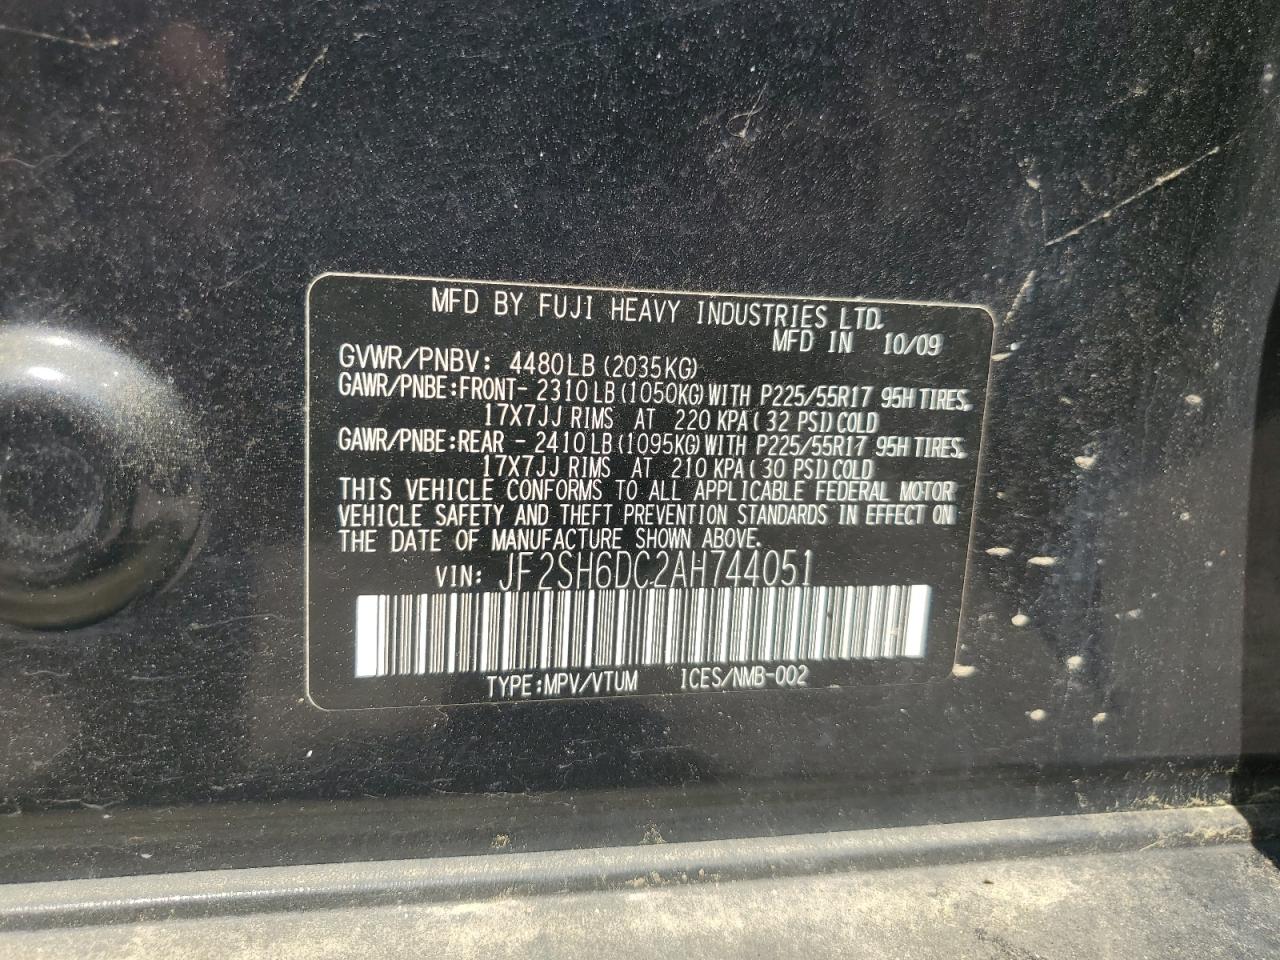 MFD BY FUJI HEAVY INDUSTRIES LTD.
MFD IN 10/09
GVWR/PNBV: 4480LB (2035KG)
GAWR/PNBE:FRONT- 2310LB (1050KG) WITH P225/55R17 95H TIRES.
17X7JJ RIMS AT 220 KPA (32 PSI) COLD
GAWR/PNBE:REAR - 2410LB (1095KG) WITH P225/55R17 95H TIRES.
17X7JJ RIMS AT 210 KPA (30 PSI) COLD
THIS VEHICLE CONFORMS TO ALL APPLICABLE FEDERAL MOTOR
VEHICLE SAFETY AND THEFT PREVENTION STANDARDS IN EFFECT ON
THE DATE OF MANUFACTURE SHOWN ABOVE.
VIN: JF2SH6DC2AH744051
TYPE:MPV/VTUM ICES/NMB-002